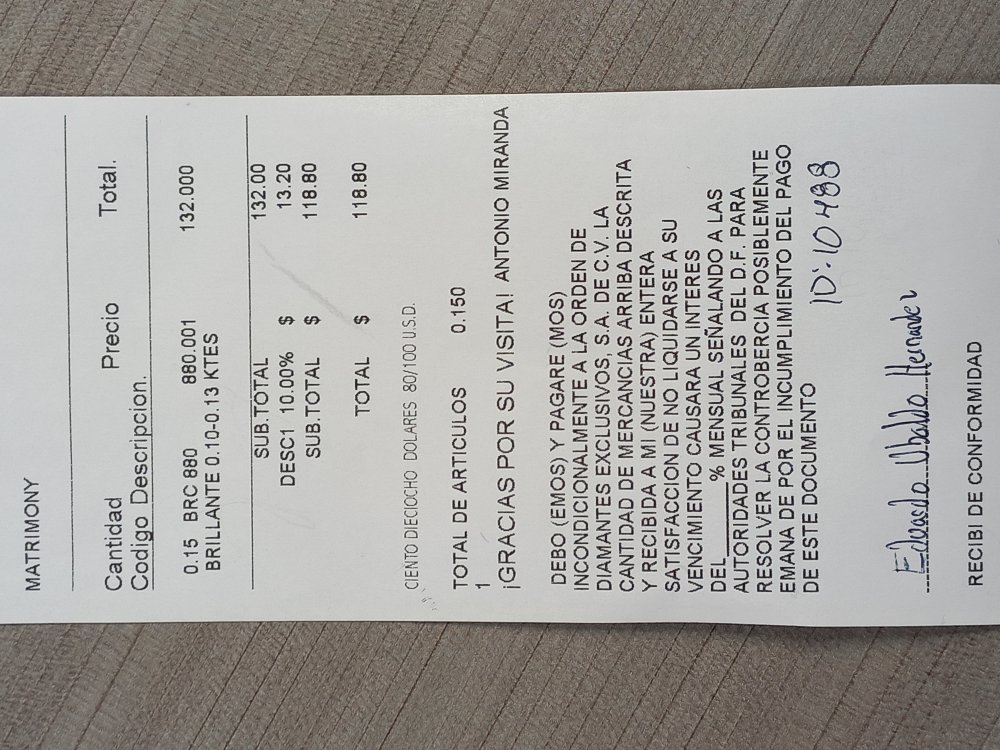 MATRIMONY
Cantidad Precio Total.
Codigo Descripcion.
0.15 BRC 880 880.001 132.000
BRILLANTE 0.10-0.13 KTES
SUB.TOTAL 132.00
DESC1 10.00% $ 13.20
SUB.TOTAL $ 118.80
TOTAL $ 118.80
CIENTO DIECIOCHO DOLARES 80/100 U.S.D.
TOTAL DE ARTICULOS 0.150
1
¡GRACIAS POR SU VISITA! ANTONIO MIRANDA
DEBO (EMOS) Y PAGARE (MOS)
INCONDICIONALMENTE A LA ORDEN DE
DIAMANTES EXCLUSIVOS, S.A. DE C.V. LA
CANTIDAD DE MERCANCIAS ARRIBA DESCRITA
Y RECIBIDA A MI (NUESTRA) ENTERA
SATISFACCION DE NO LIQUIDARSE A SU
VENCIMIENTO CAUSARA UN INTERES
DEL______% MENSUAL SEÑALANDO A LAS
AUTORIDADES TRIBUNALES DEL D.F. PARA
RESOLVER LA CONTROBERCIA POSIBLEMENTE
EMANA DE POR EL INCUMPLIMIENTO DEL PAGO
DE ESTE DOCUMENTO
ID:10488
Eduardo Ubaldo Hernandez
RECIBI DE CONFORMIDAD